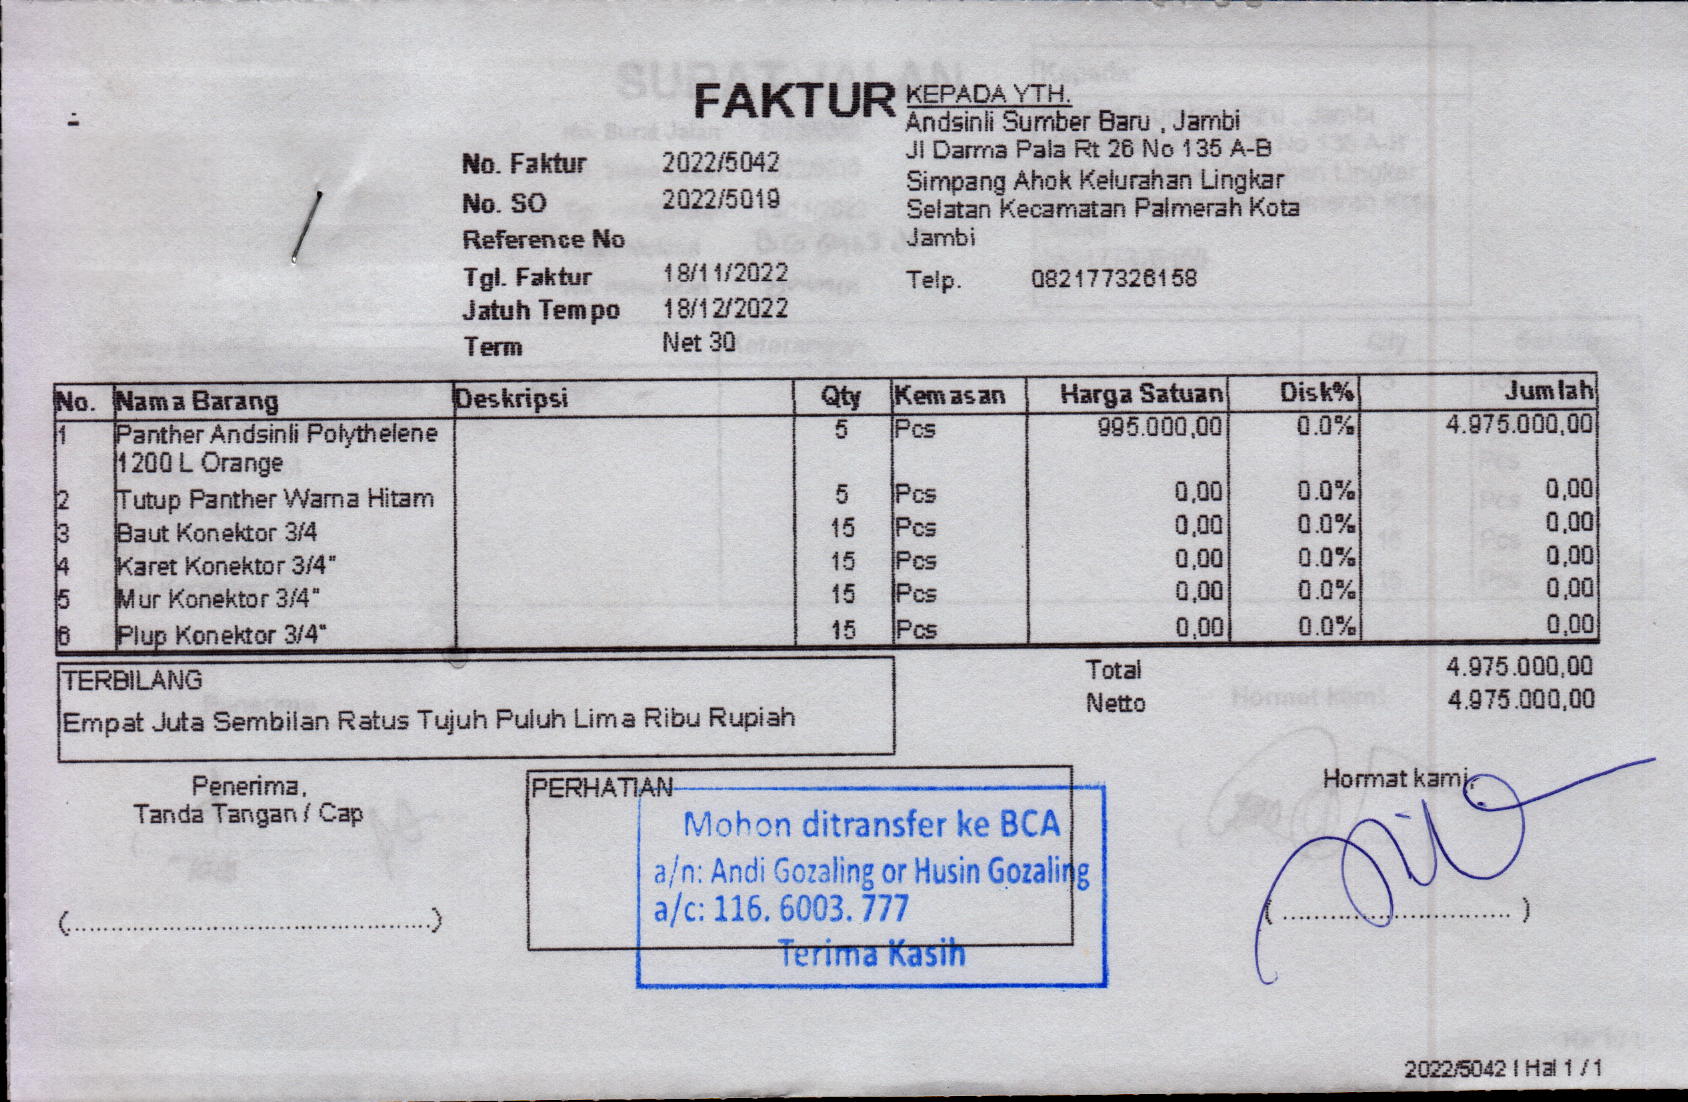 FAKTUR
KEPADA YTH.
Andsinli Sumber Baru , Jambi
Jl Darma Pala Rt 26 No 135 A-B
Simpang Ahok Kelurahan Lingkar
Selatan Kecamatan Palmerah Kota
Jambi
Telp. 082177326158
No. Faktur 2022/5042
No. SO 2022/5019
Reference No
Tgl. Faktur 18/11/2022
Jatuh Tempo 18/12/2022
Term Net 30
No. Nama Barang Deskripsi Qty Kemasan Harga Satuan Disk% Jumlah
1 Panther Andsinli Polythelene 5 Pcs 995.000,00 0.0% 4.975.000,00
1200 L Orange
2 Tutup Panther Warna Hitam 5 Pcs 0,00 0.0% 0,00
3 Baut Konektor 3/4 15 Pcs 0,00 0.0% 0,00
4 Karet Konektor 3/4" 15 Pcs 0,00 0.0% 0,00
5 Mur Konektor 3/4" 15 Pcs 0,00 0.0% 0,00
6 Plup Konektor 3/4" 15 Pcs 0,00 0.0% 0,00
Total 4.975.000,00
Netto 4.975.000,00
TERBILANG
Empat Juta Sembilan Ratus Tujuh Puluh Lima Ribu Rupiah
Penerima,
Tanda Tangan / Cap
(...............................................)
PERHATIAN
Mohon ditransfer ke BCA
a/n: Andi Gozaling or Husin Gozaling
a/c: 116. 6003. 777
Terima Kasih
Hormat kami,
( ............................. )
2022/5042 | Hal 1 / 1